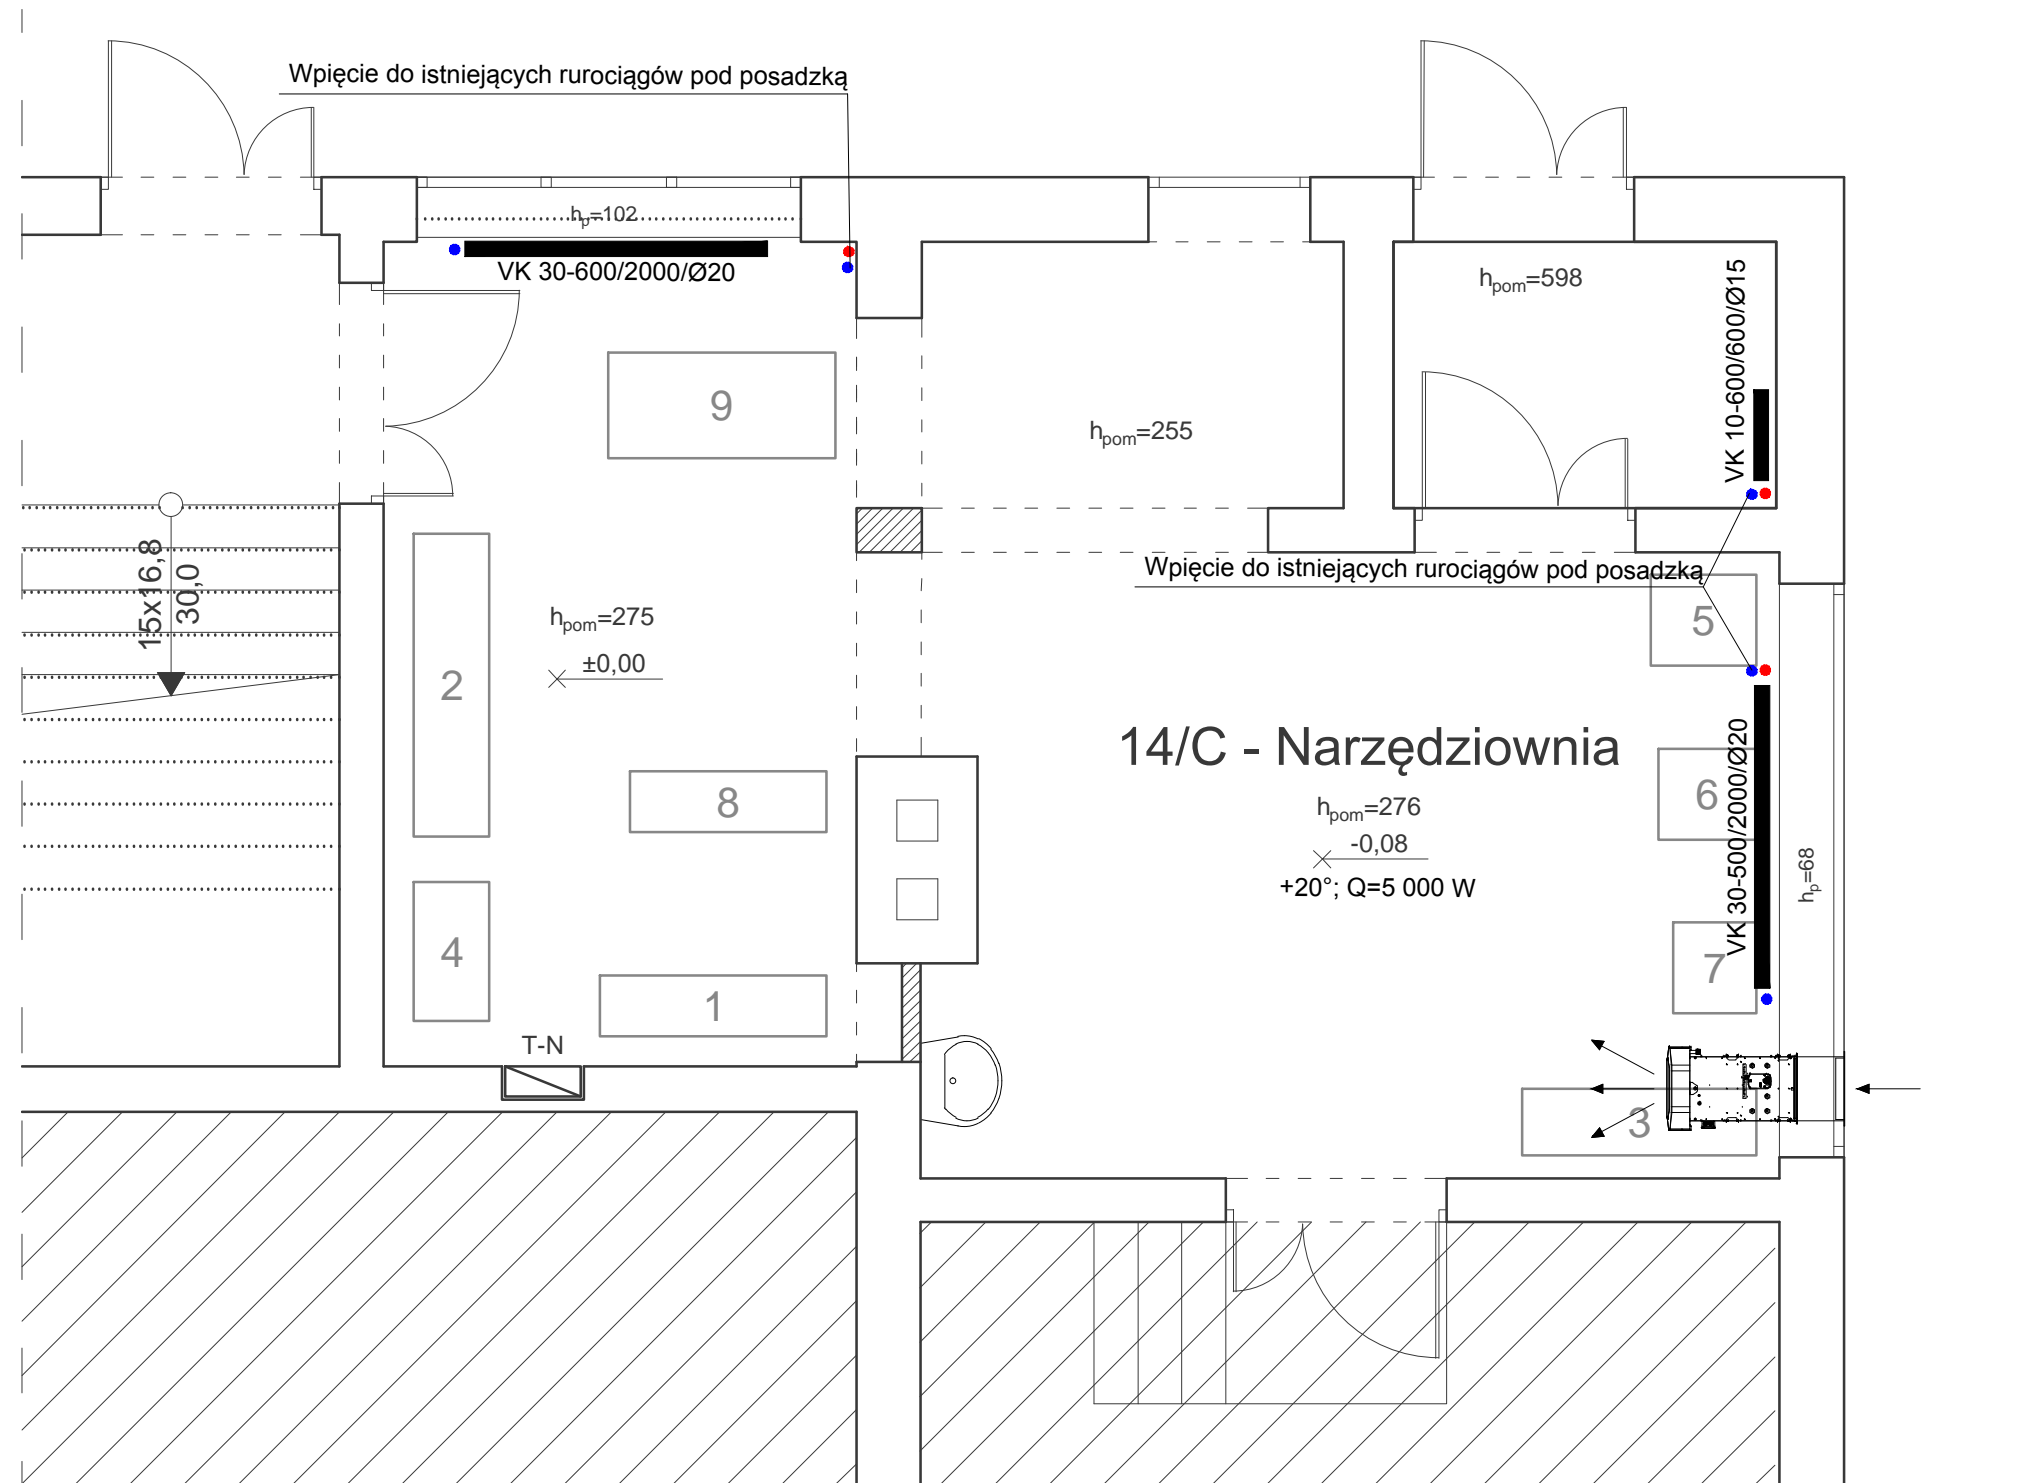 Wpięcie do istniejących rurociągów pod posadzką
hp=102
VK 30-600/2000/Ø20
hpom=598
VK 10-600/600/Ø15
9
hpom=255
15x16,8
30,0
Wpięcie do istniejących rurociągów pod posadzką
hpom=275
±0,00
5
2
14/C - Narzędziownia
8
hpom=276
-0,08
+20°; Q=5 000 W
6
VK 30-500/2000/Ø20
hp=68
4
7
1
T-N
3